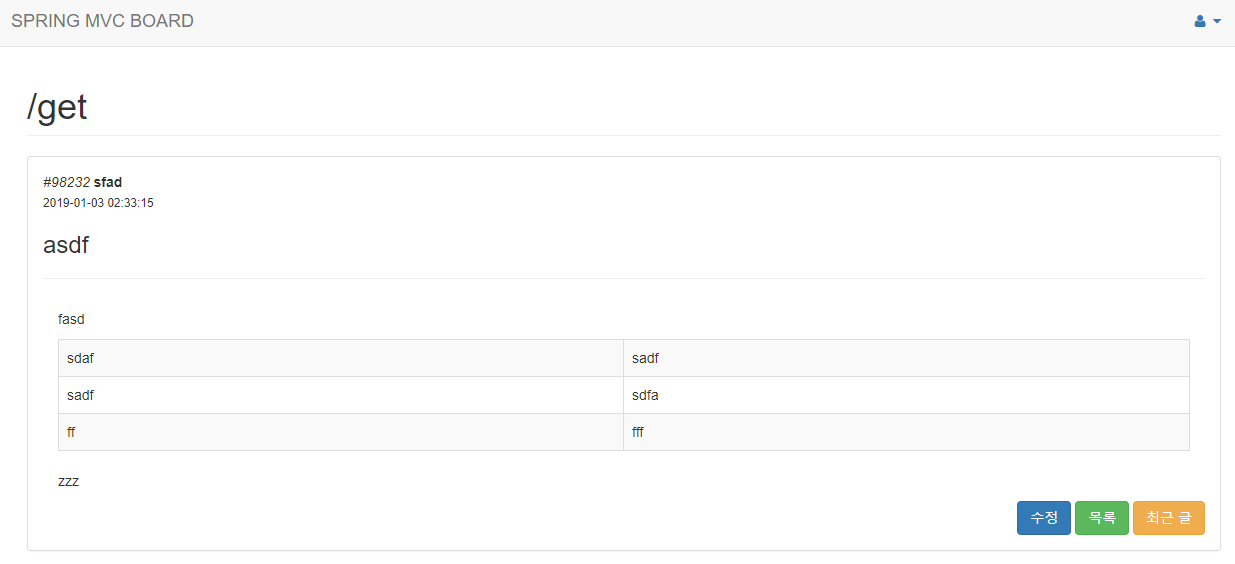 SPRING MVC BOARD
/get
#98232 sfad
2019-01-03 02:33:15
asdf
fasd
sdaf sadf
sadf sdfa
ff fff
zzz
수정 목록 최근 글